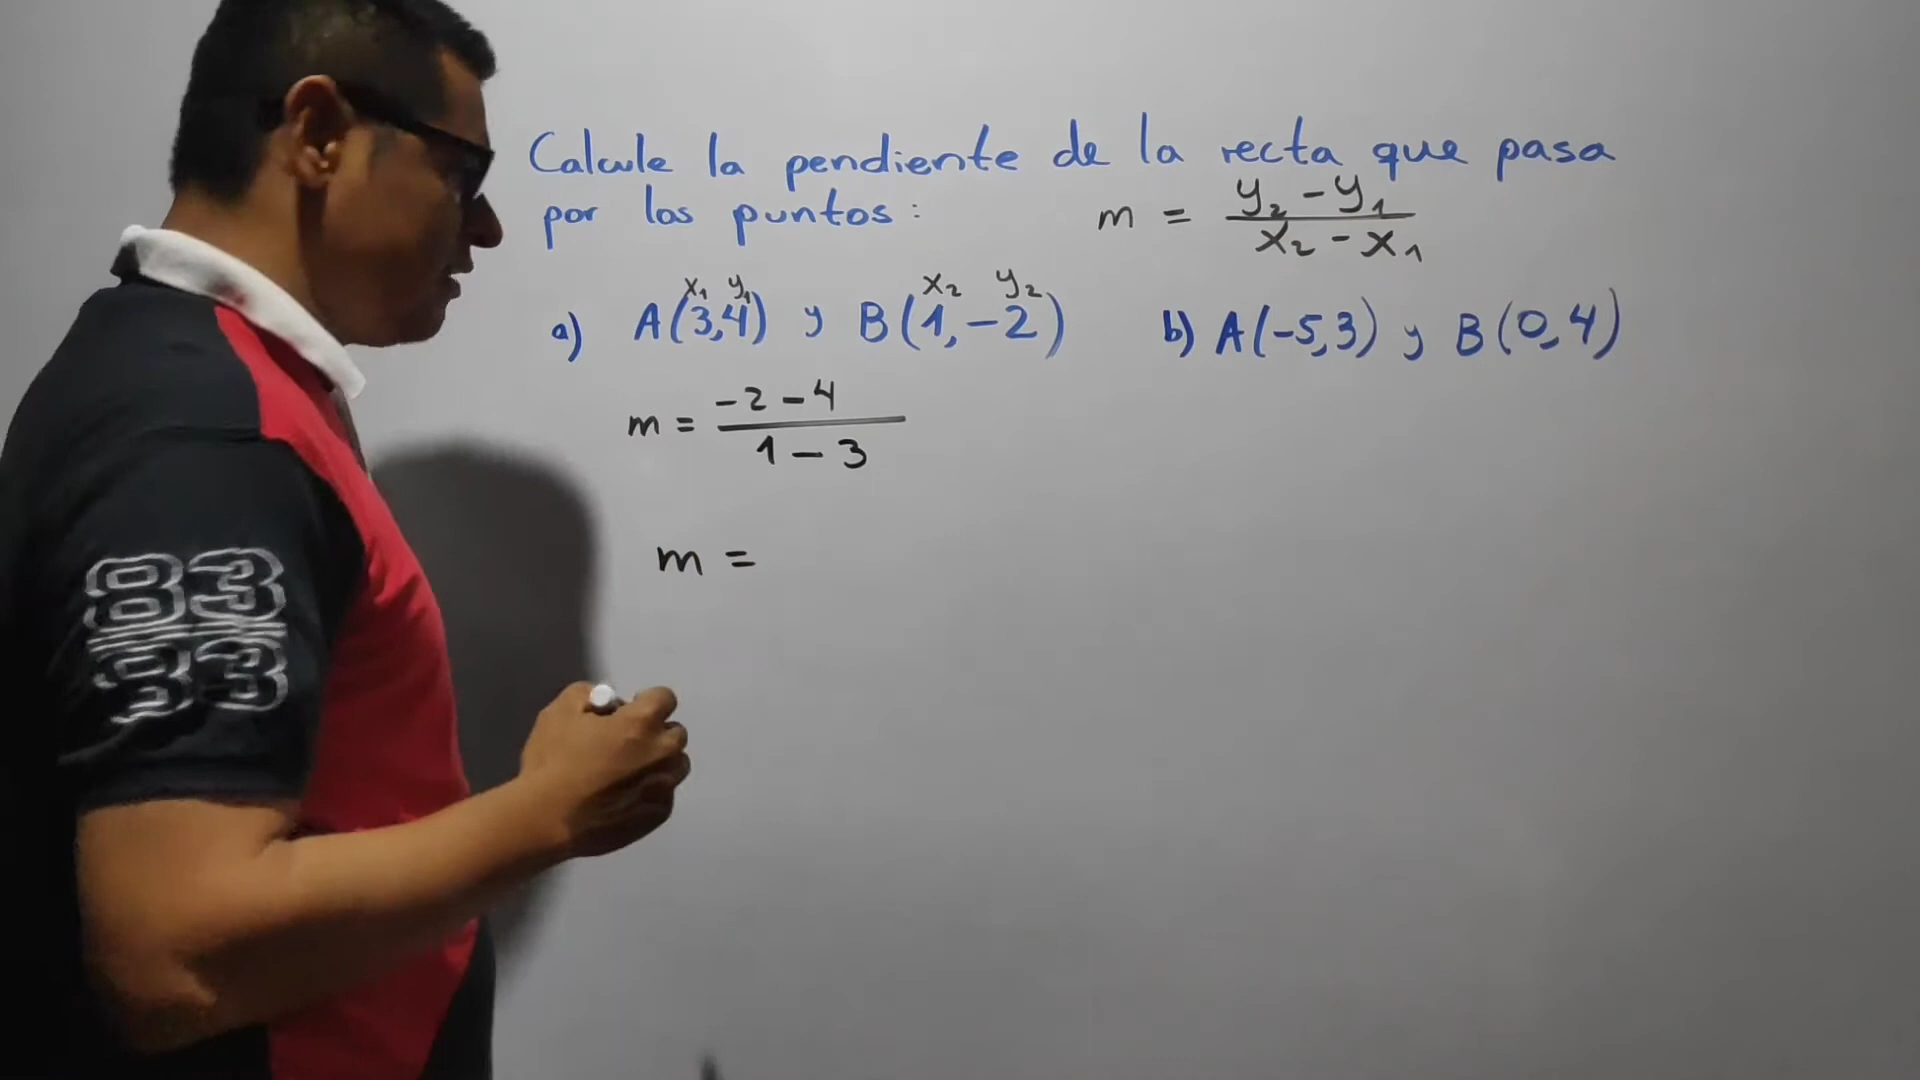 Calcule la pendiente de la recta que pasa
por los puntos:
m = y₂ - y₁ / x₂ - x₁
x₁ y₁ x₂ y₂
a) A(3,4) y B(1,-2)
b) A(-5,3) y B(0,4)
m = -2 - 4 / 1 - 3
m =
83
83